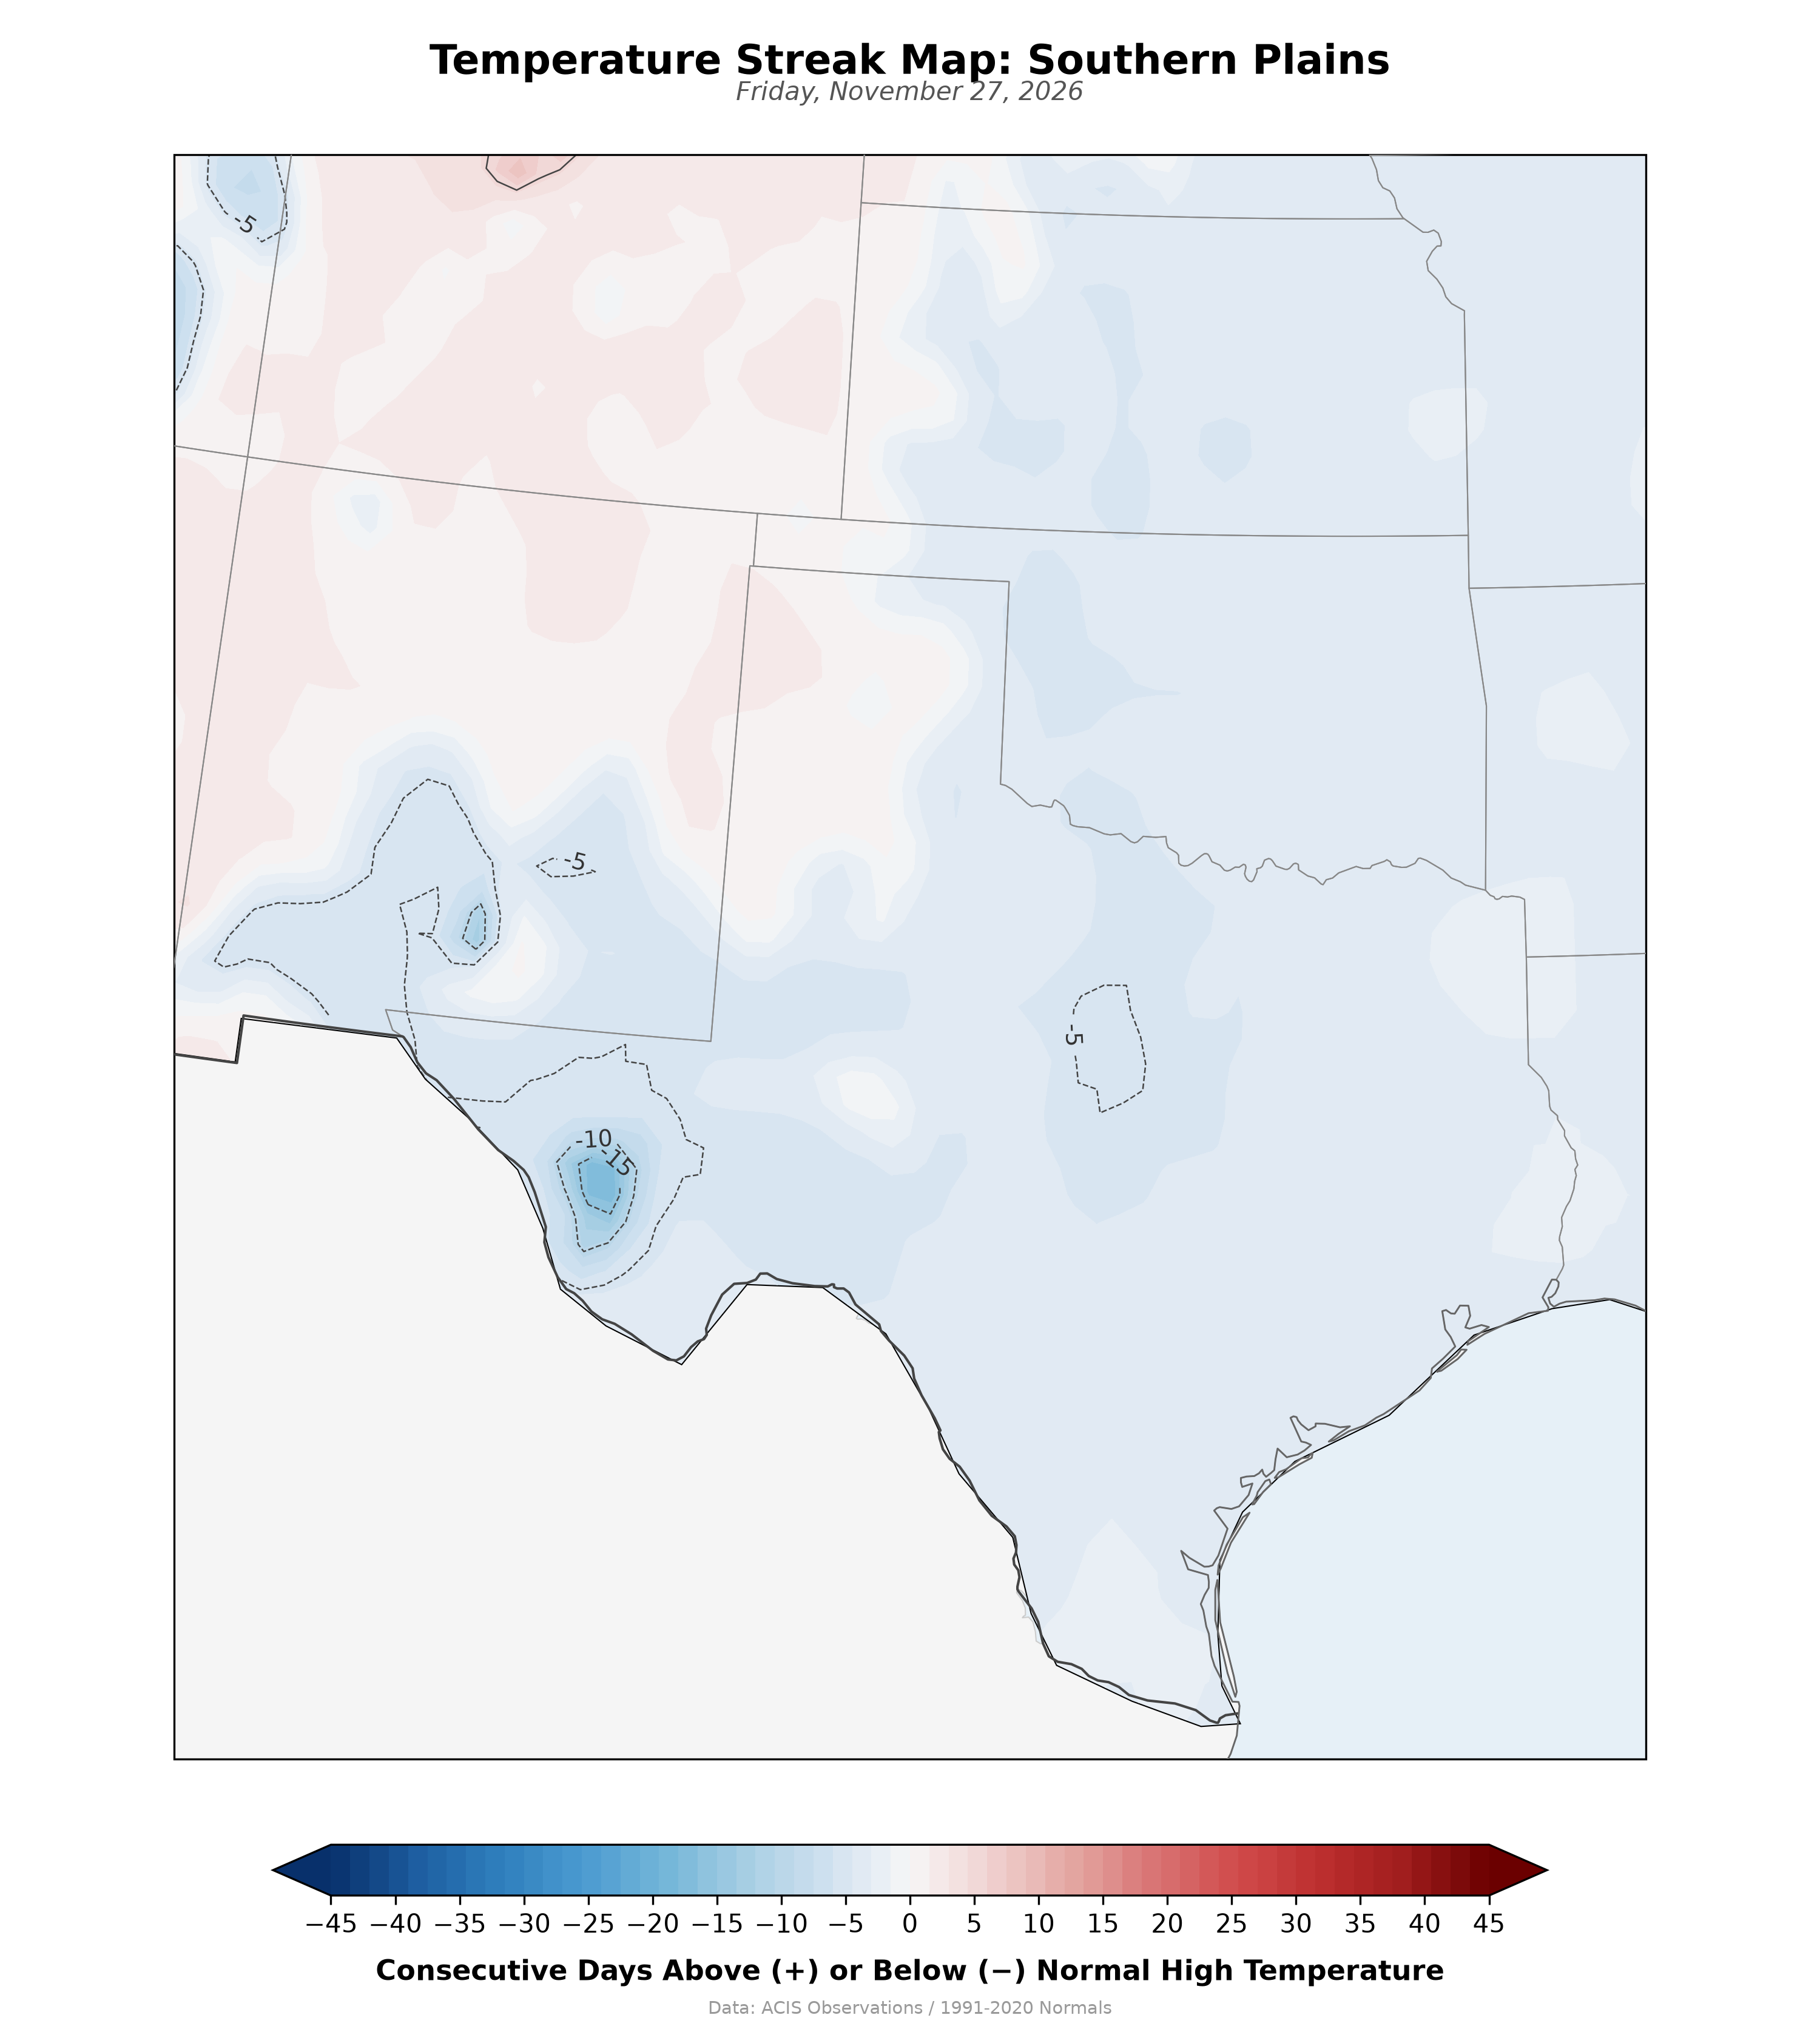 Temperature Streak Map: Southern Plains
Friday, November 27, 2026
-5
-5
-5
-10
-15
−45 −40 −35 −30 −25 −20 −15 −10 −5 0 5 10 15 20 25 30 35 40 45
Consecutive Days Above (+) or Below (−) Normal High Temperature
Data: ACIS Observations / 1991-2020 Normals